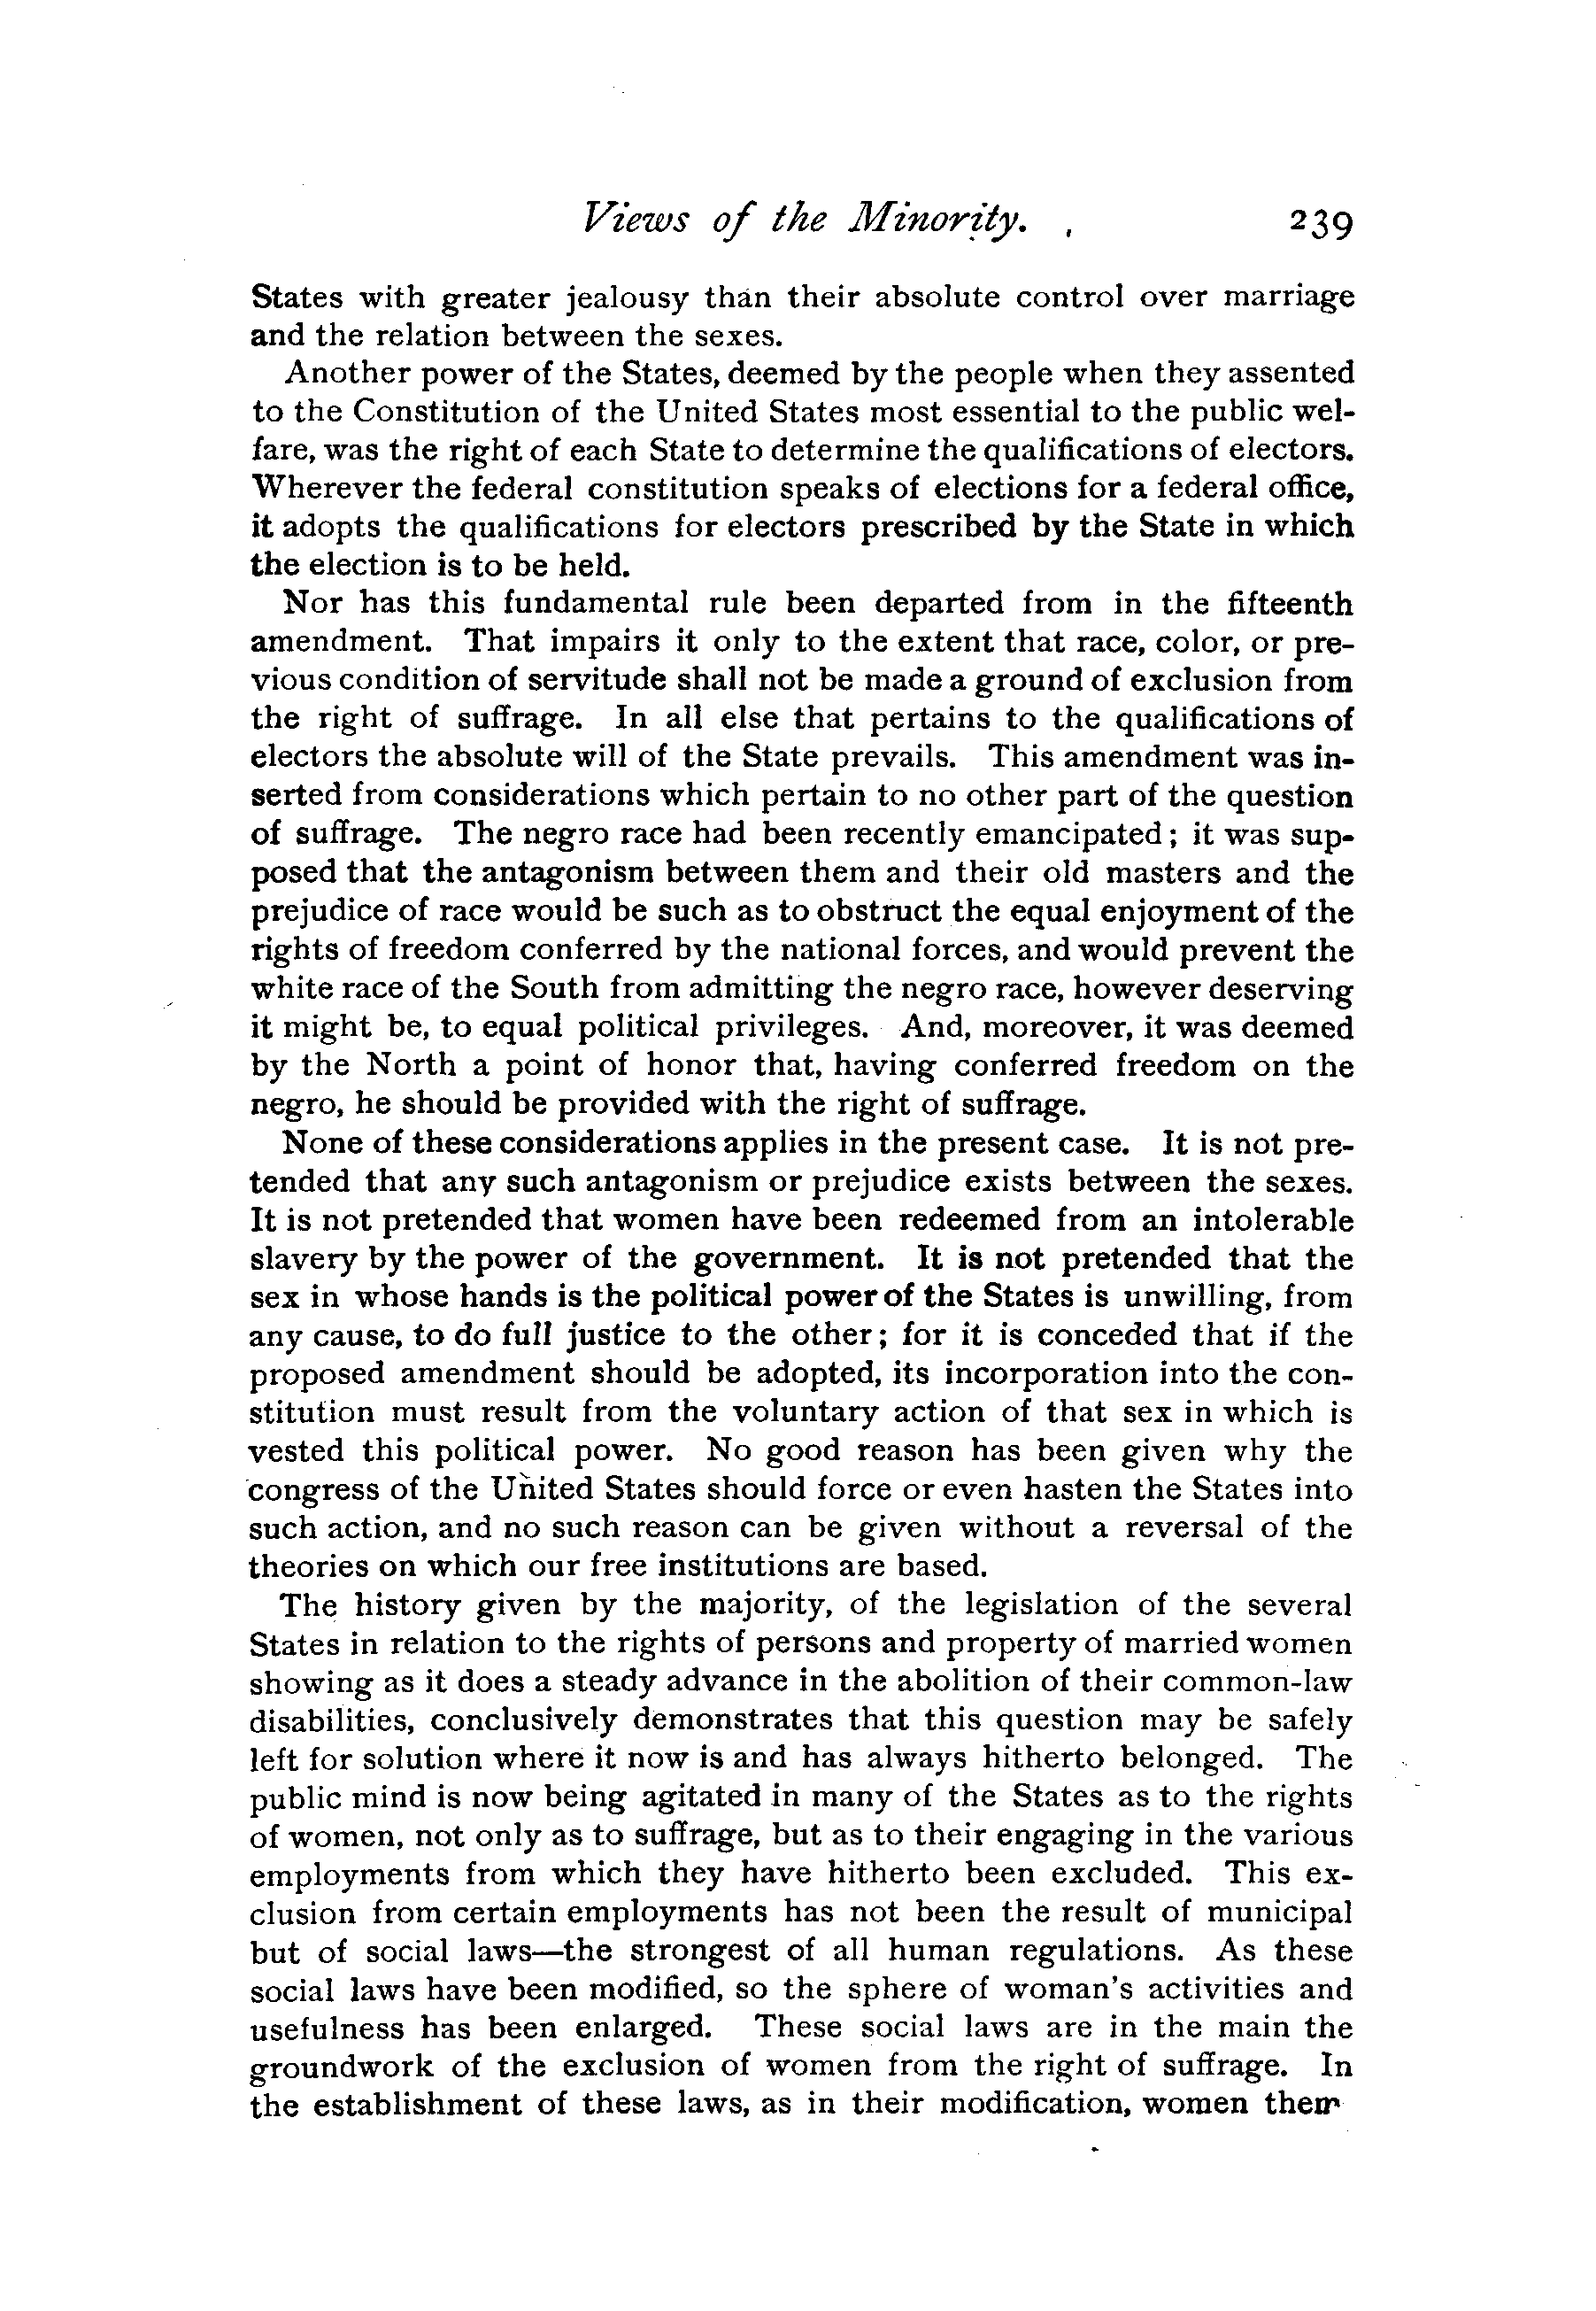 Views of the Minority. 239
States with greater jealousy than their absolute control over marriage
and the relation between the sexes.
Another power of the States, deemed by the people when they assented
to the Constitution of the United States most essential to the public wel-
fare, was the right of each State to determine the qualifications of electors.
Wherever the federal constitution speaks of elections for a federal office,
it adopts the qualifications for electors prescribed by the State in which
the election is to be held.
Nor has this fundamental rule been departed from in the fifteenth
amendment. That impairs it only to the extent that race, color, or pre-
vious condition of servitude shall not be made a ground of exclusion from
the right of suffrage. In all else that pertains to the qualifications of
electors the absolute will of the State prevails. This amendment was in-
serted from considerations which pertain to no other part of the question
of suffrage. The negro race had been recently emancipated; it was sup-
posed that the antagonism between them and their old masters and the
prejudice of race would be such as to obstruct the equal enjoyment of the
rights of freedom conferred by the national forces, and would prevent the
white race of the South from admitting the negro race, however deserving
it might be, to equal political privileges. And, moreover, it was deemed
by the North a point of honor that, having conferred freedom on the
negro, he should be provided with the right of suffrage.
None of these considerations applies in the present case. It is not pre-
tended that any such antagonism or prejudice exists between the sexes.
It is not pretended that women have been redeemed from an intolerable
slavery by the power of the government. It is not pretended that the
sex in whose hands is the political power of the States is unwilling, from
any cause, to do full justice to the other; for it is conceded that if the
proposed amendment should be adopted, its incorporation into the con-
stitution must result from the voluntary action of that sex in which is
vested this political power. No good reason has been given why the
congress of the United States should force or even hasten the States into
such action, and no such reason can be given without a reversal of the
theories on which our free institutions are based.
The history given by the majority, of the legislation of the several
States in relation to the rights of persons and property of married women
showing as it does a steady advance in the abolition of their common-law
disabilities, conclusively demonstrates that this question may be safely
left for solution where it now is and has always hitherto belonged. The
public mind is now being agitated in many of the States as to the rights
of women, not only as to suffrage, but as to their engaging in the various
employments from which they have hitherto been excluded. This ex-
clusion from certain employments has not been the result of municipal
but of social laws—the strongest of all human regulations. As these
social laws have been modified, so the sphere of woman's activities and
usefulness has been enlarged. These social laws are in the main the
groundwork of the exclusion of women from the right of suffrage. In
the establishment of these laws, as in their modification, women them-